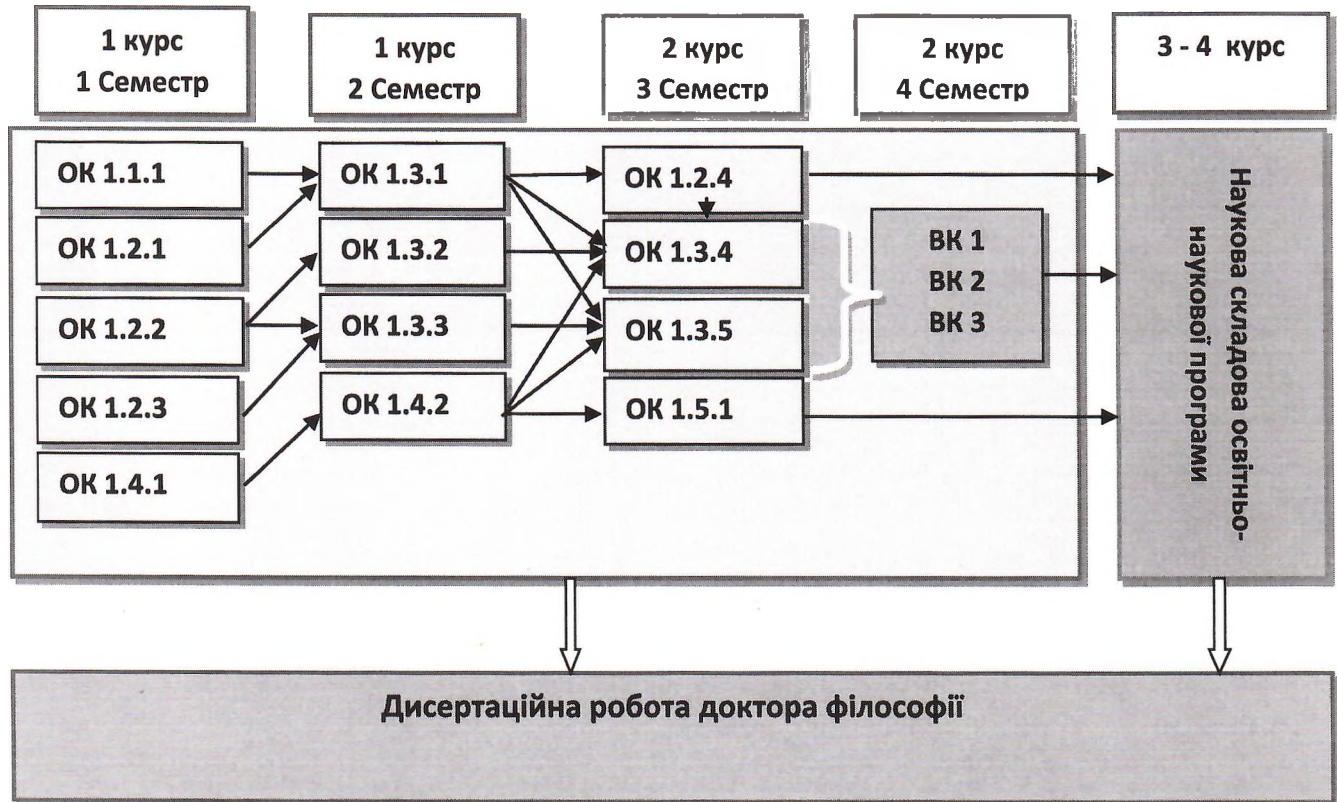 1 курс
1 Семестр
1 курс
2 Семестр
2 курс
3 Семестр
2 курс
4 Семестр
3 - 4 курс
ОК 1.1.1
ОК 1.2.1
ОК 1.2.2
ОК 1.2.3
ОК 1.4.1
ОК 1.3.1
ОК 1.3.2
ОК 1.3.3
ОК 1.4.2
ОК 1.2.4
ОК 1.3.4
ОК 1.3.5
ОК 1.5.1
ВК 1
ВК 2
ВК 3
Наукова складова освітньо-
наукової програми
Дисертаційна робота доктора філософії